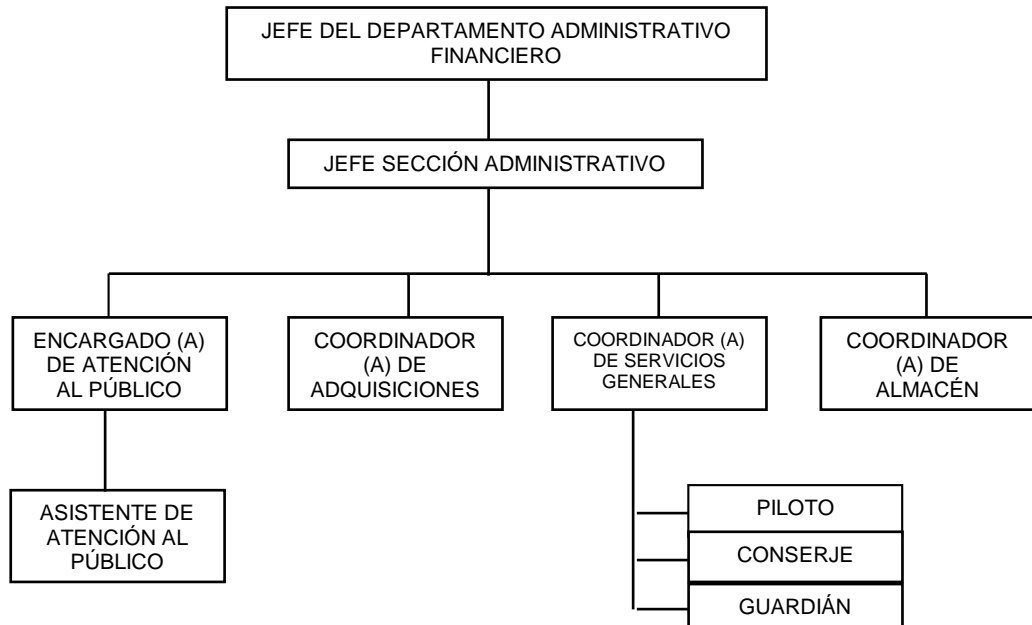 JEFE DEL DEPARTAMENTO ADMINISTRATIVO
FINANCIERO
JEFE SECCIÓN ADMINISTRATIVO
ENCARGADO (A)
DE ATENCIÓN
AL PÚBLICO
COORDINADOR
(A) DE
ADQUISICIONES
COORDINADOR (A)
DE SERVICIOS
GENERALES
COORDINADOR
(A) DE
ALMACÉN
ASISTENTE DE
ATENCIÓN AL
PÚBLICO
PILOTO
CONSERJE
GUARDIÁN